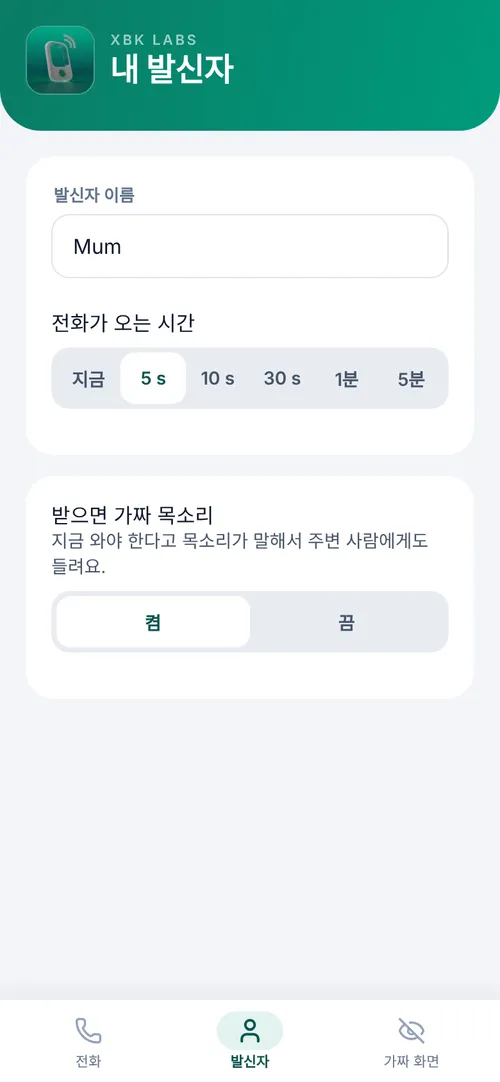 XBK LABS
내 발신자
발신자 이름
Mum
전화가 오는 시간
지금 5 s 10 s 30 s 1분 5분
받으면 가짜 목소리
지금 와야 한다고 목소리가 말해서 주변 사람에게도
들려요.
켬 끔
전화 발신자 가짜 화면